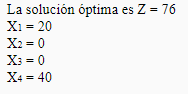 La solución óptima es Z = 76
X1 = 20
X2 = 0
X3 = 0
X4 = 40